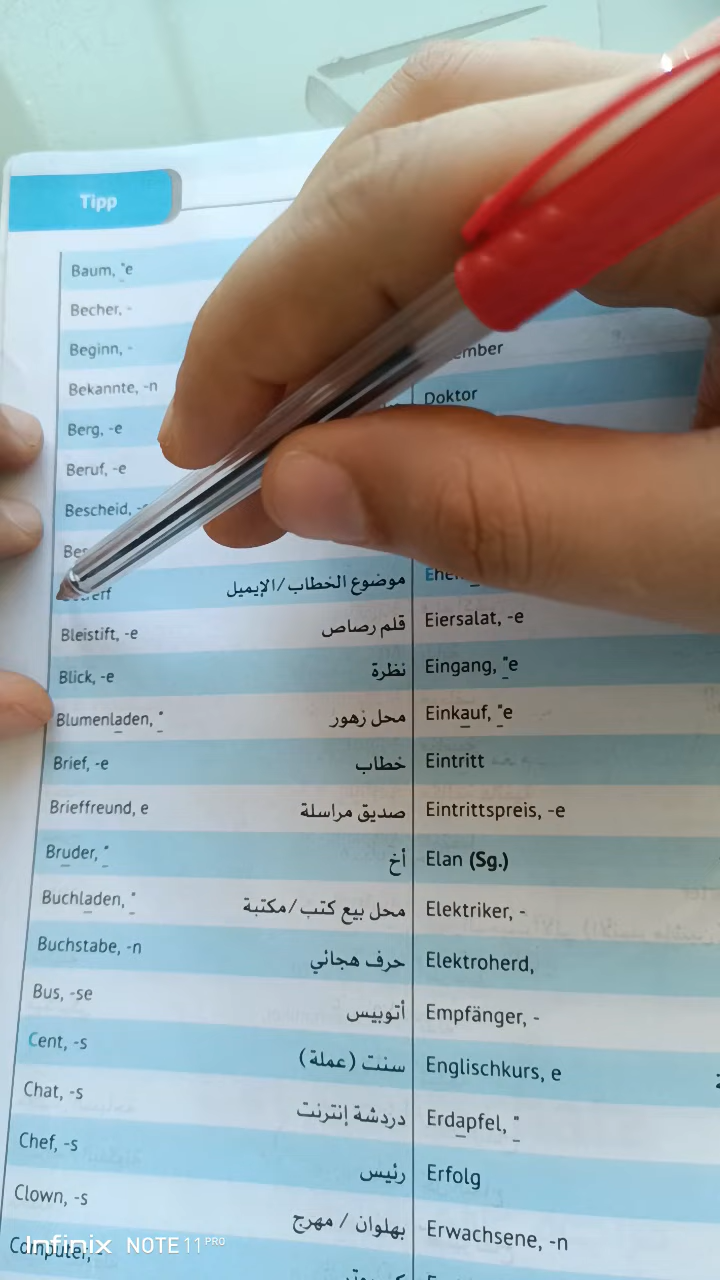 Tipp
Baum, ¨e
Becher, -
Beginn, -
Bekannte, -n
Berg, -e
Beruf, -e
Bescheid,
Bleistift, -e قلم رصاص
موضوع الخطاب/الإيميل
Blick, -e نظرة
Blumenladen, ¨ محل زهور
Brief, -e خطاب
Brieffreund, e صديق مراسلة
Bruder, ¨ أخ
Buchladen, ¨ محل بيع كتب/مكتبة
Buchstabe, -n حرف هجائي
Bus, -se أتوبيس
Cent, -s سنت (عملة)
Chat, -s دردشة إنترنت
Chef, -s رئيس
Clown, -s بهلوان / مهرج
Computer,
Doktor
Eiersalat, -e
Eingang, ¨e
Einkauf, ¨e
Eintritt
Eintrittspreis, -e
Elan (Sg.)
Elektriker, -
Elektroherd,
Empfänger, -
Englischkurs, e
Erdapfel, ¨
Erfolg
Erwachsene, -n
Infinix NOTE 11 PRO